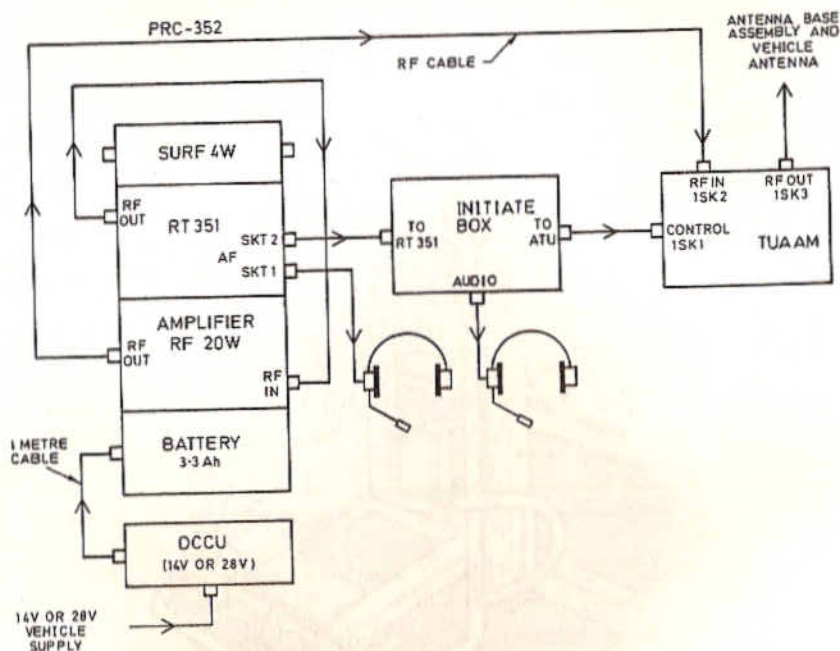 PRC-352
RF CABLE
ANTENNA BASE
ASSEMBLY AND
VEHICLE
ANTENNA
SURF 4W
RF
OUT
RT 351
SKT 2
AF
SKT 1
TO
RT 351
INITIATE
BOX
TO
ATU
AUDIO
RF IN
1SK2
RF OUT
1SK3
CONTROL
1SK1
TUAAM
AMPLIFIER
RF 20W
RF
OUT
RF
IN
BATTERY
3·3 Ah
1 METRE
CABLE
DCCU
(14V OR 28V)
14V OR 28V
VEHICLE
SUPPLY